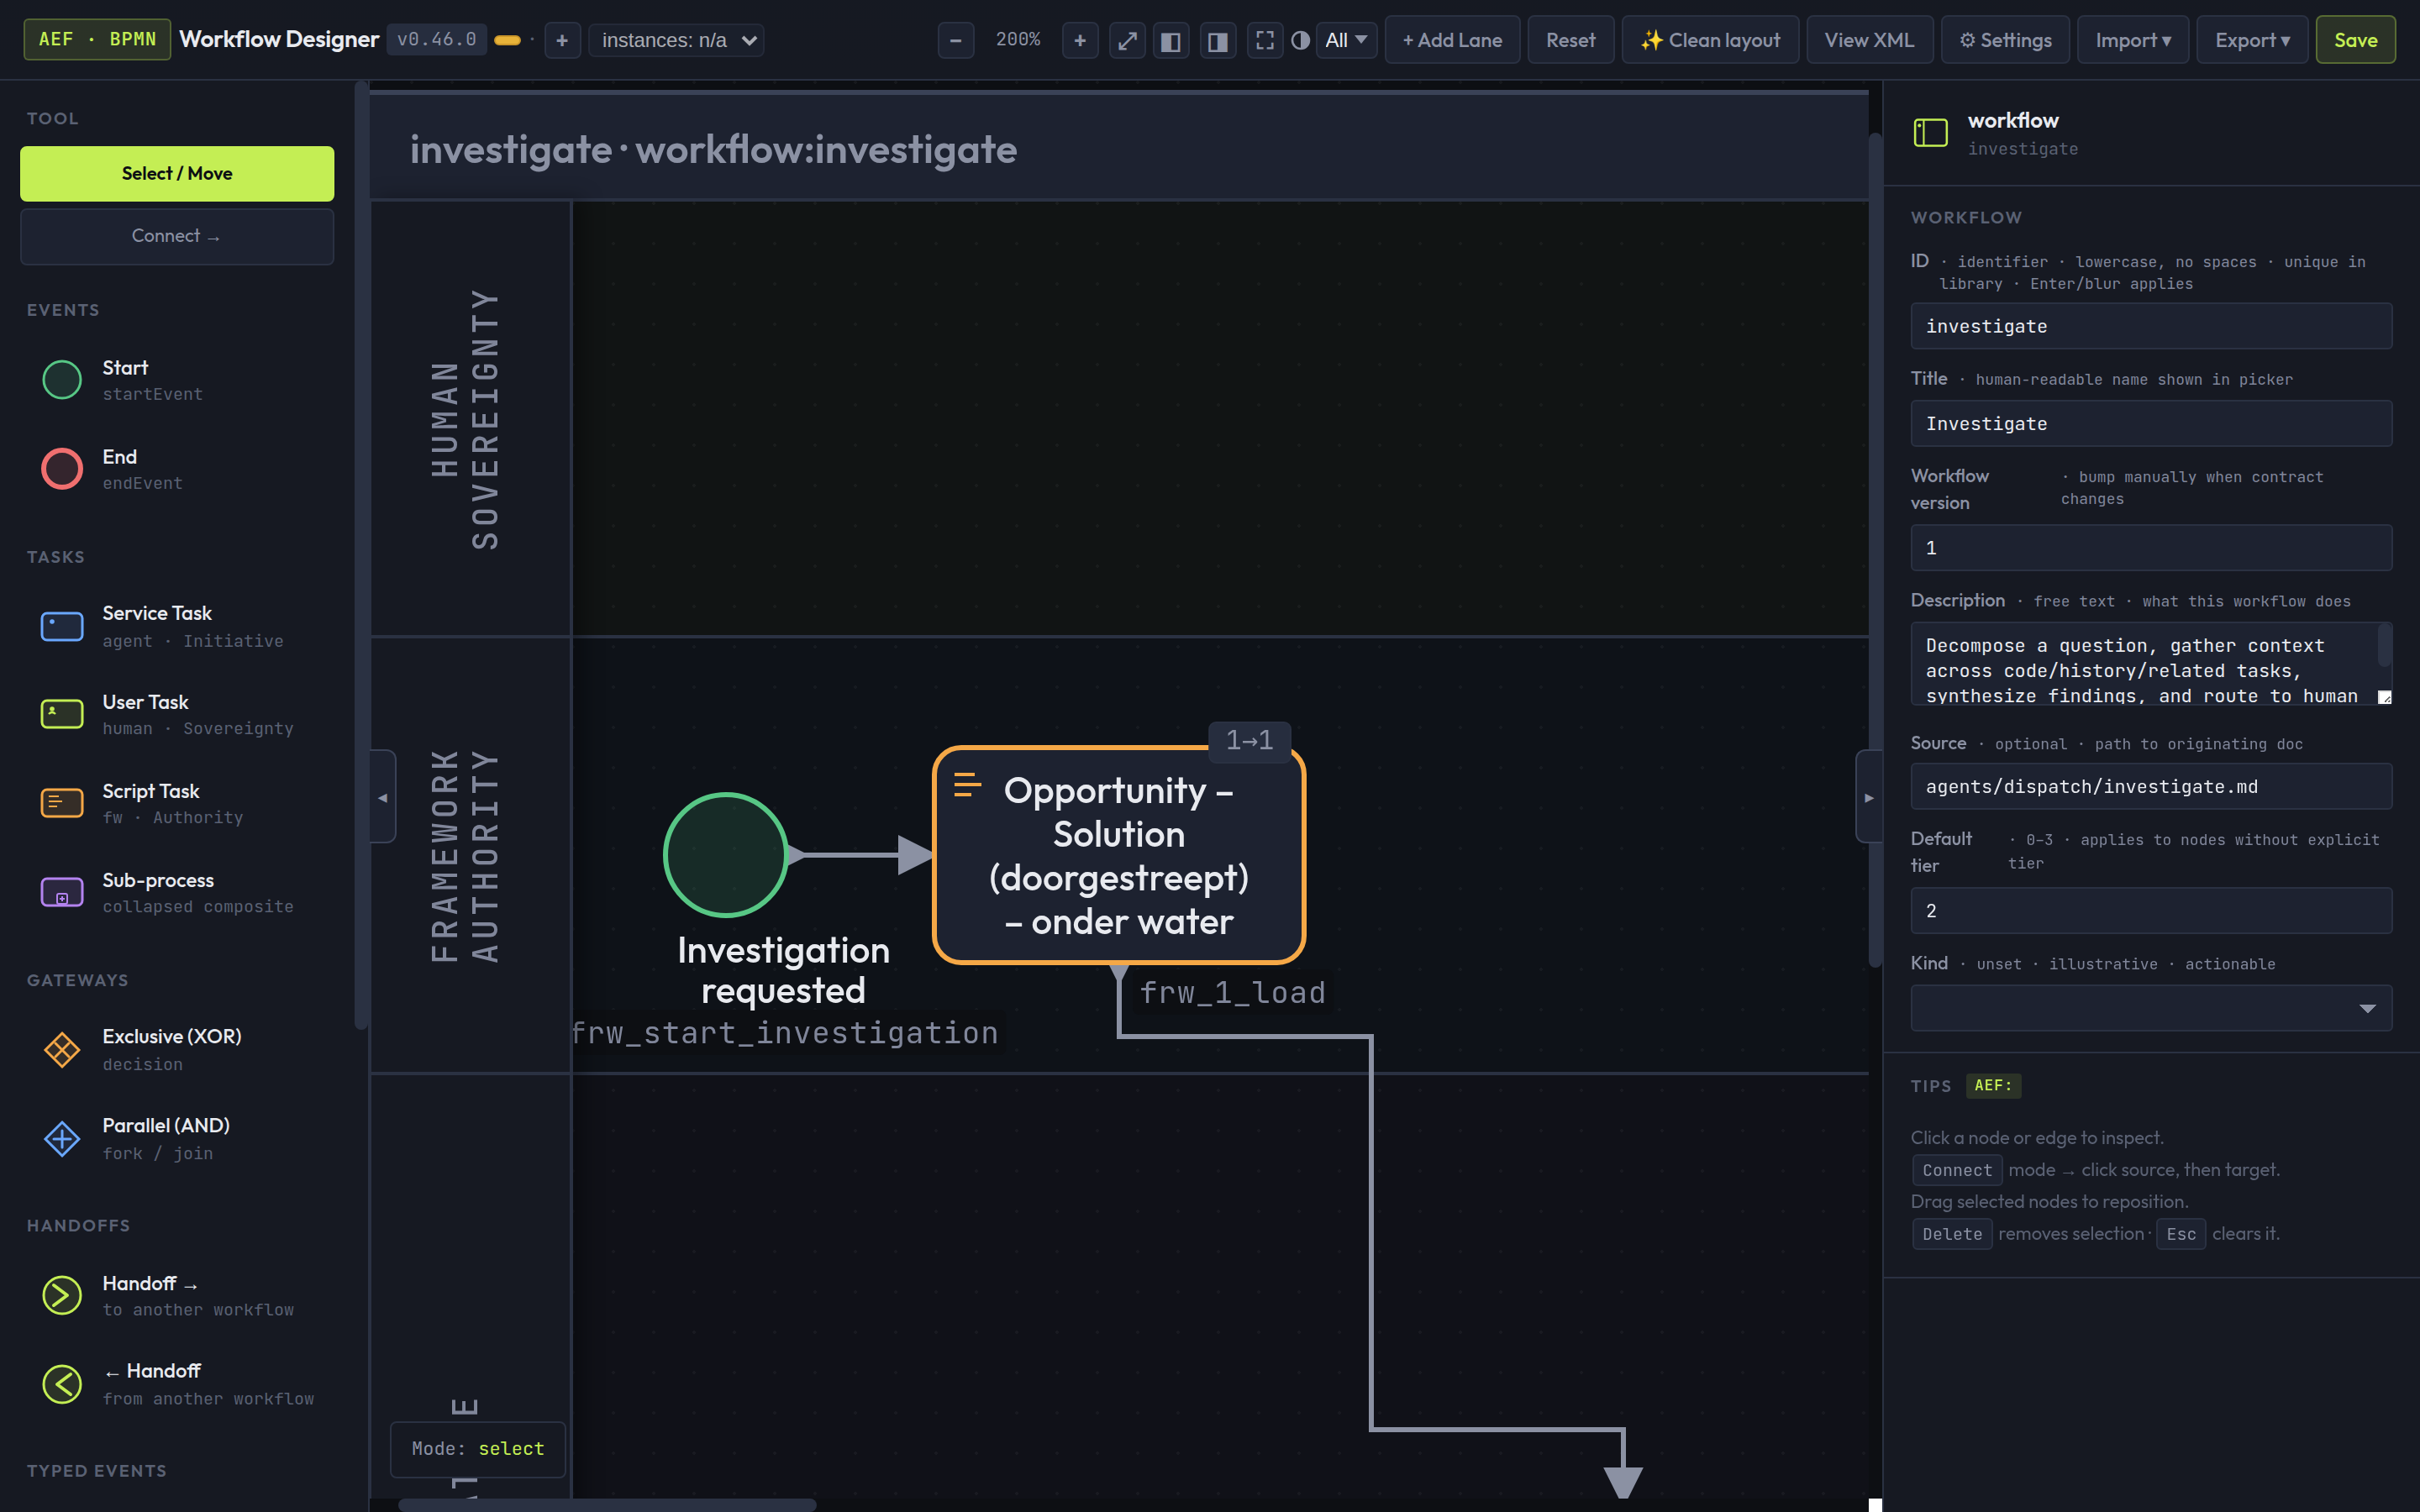 AEF · BPMN Workflow Designer v0.46.0 · + instances: n/a − 200% + All + Add Lane Reset ✨ Clean layout View XML ⚙ Settings Import ▾ Export ▾ Save
TOOL
Select / Move
Connect →
EVENTS
Start
startEvent
End
endEvent
TASKS
Service Task
agent · Initiative
User Task
human · Sovereignty
Script Task
fw · Authority
Sub-process
collapsed composite
GATEWAYS
Exclusive (XOR)
decision
Parallel (AND)
fork / join
HANDOFFS
Handoff →
to another workflow
← Handoff
from another workflow
TYPED EVENTS
investigate · workflow:investigate
HUMAN
SOVEREIGNTY
FRAMEWORK
AUTHORITY
1→1
Opportunity –
Solution
(doorgestreept)
– onder water
Investigation
requested
frw_start_investigation
frw_1_load
Mode: select
workflow
investigate
WORKFLOW
ID · identifier · lowercase, no spaces · unique in
library · Enter/blur applies
investigate
Title · human-readable name shown in picker
Investigate
Workflow version · bump manually when contract changes
1
Description · free text · what this workflow does
Decompose a question, gather context
across code/history/related tasks,
synthesize findings, and route to human
Source · optional · path to originating doc
agents/dispatch/investigate.md
Default tier · 0–3 · applies to nodes without explicit tier
2
Kind · unset · illustrative · actionable
TIPS AEF:
Click a node or edge to inspect.
Connect mode → click source, then target.
Drag selected nodes to reposition.
Delete removes selection · Esc clears it.